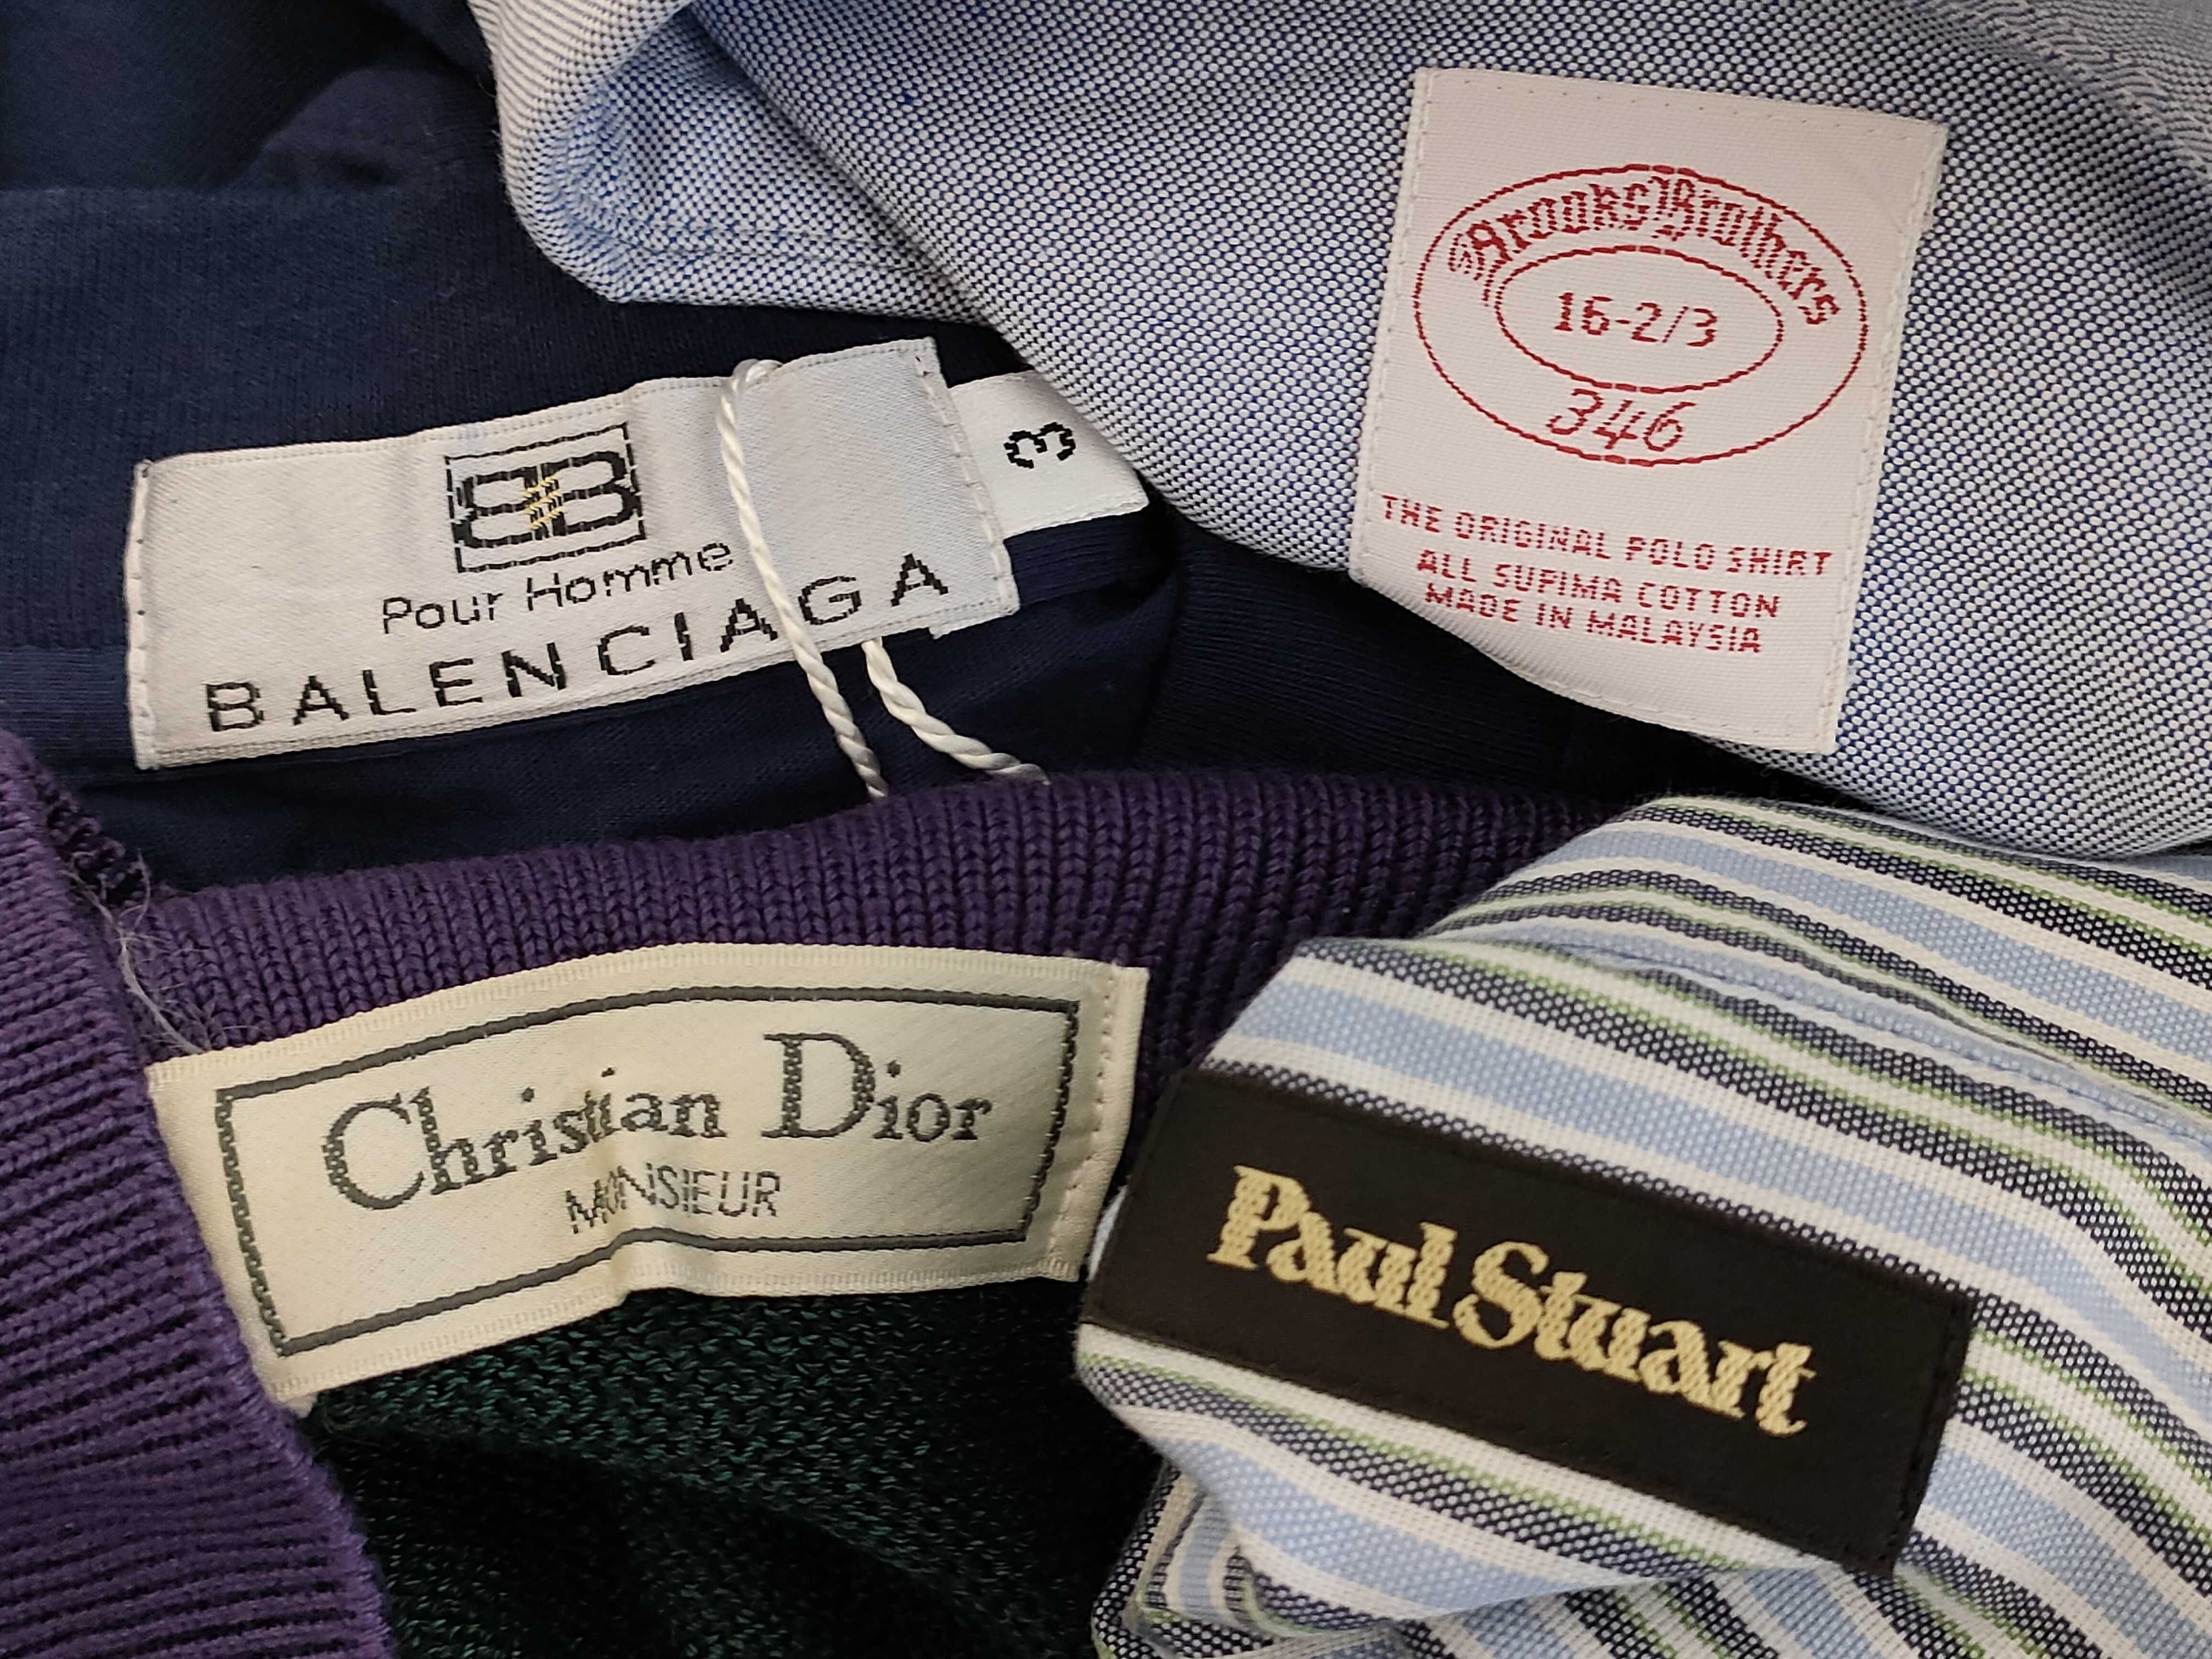 BB
Pour Homme
BALENCIAGA
3
Brooks Brothers
16-2/3
346
THE ORIGINAL POLO SHIRT
ALL SUPIMA COTTON
MADE IN MALAYSIA
Christian Dior
MONSIEUR
Paul Stuart